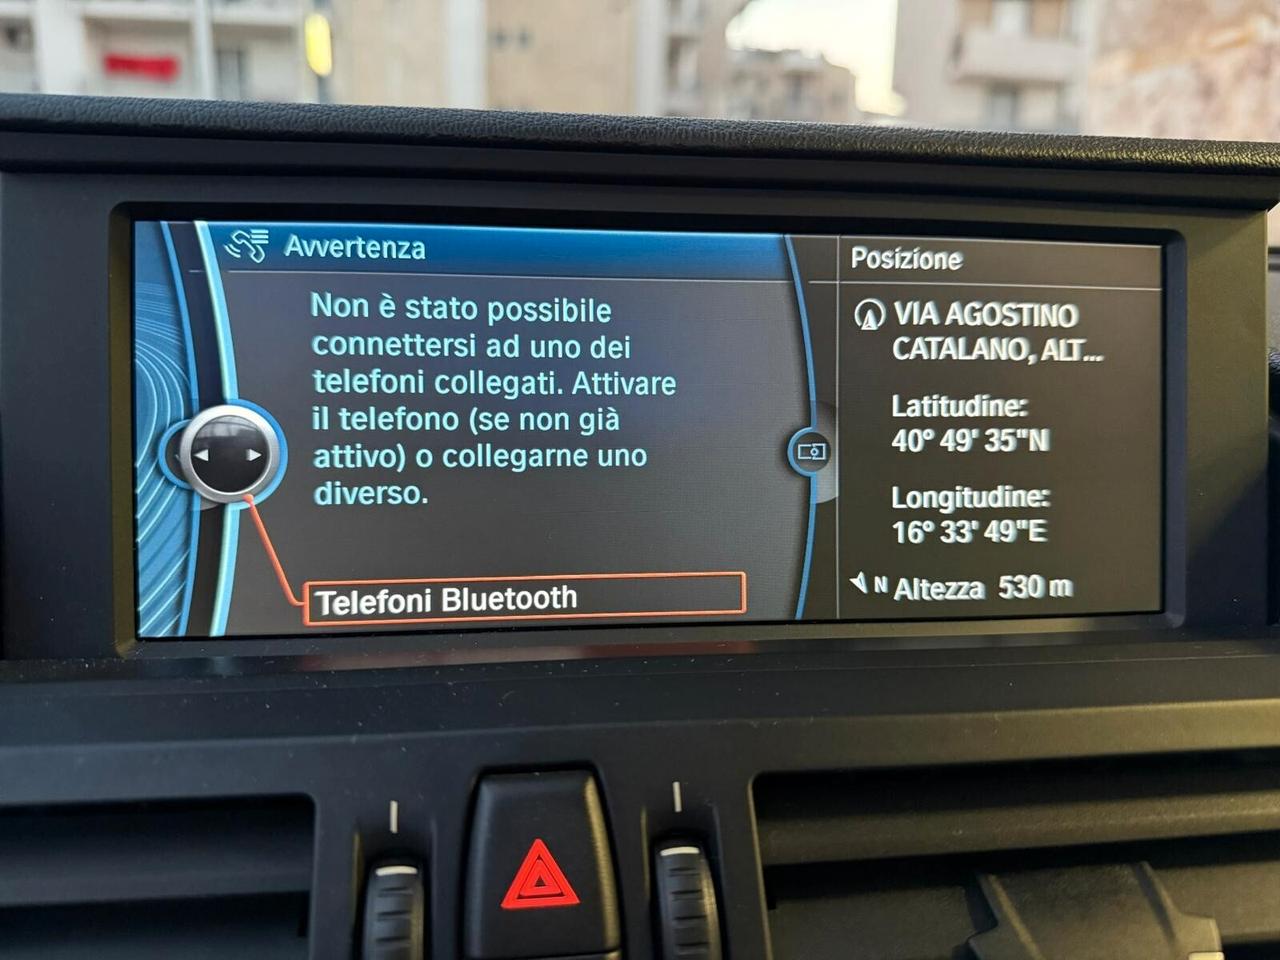 Avvertenza
Non è stato possibile
connettersi ad uno dei
telefoni collegati. Attivare
il telefono (se non già
attivo) o collegarne uno
diverso.
Telefoni Bluetooth
Posizione
VIA AGOSTINO
CATALANO, ALT...
Latitudine:
40° 49' 35"N
Longitudine:
16° 33' 49"E
N Altezza 530 m